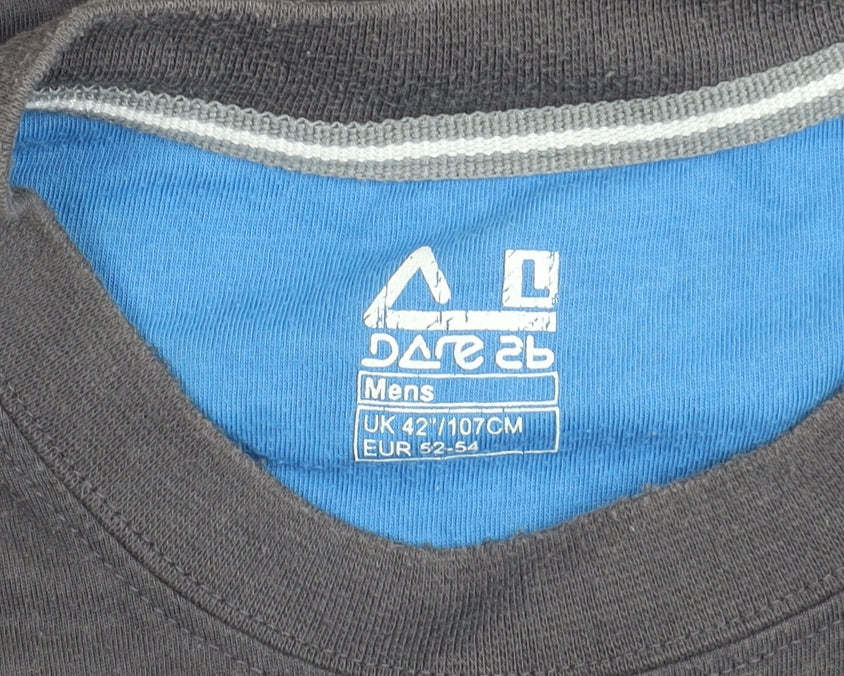 L
Dare 2b
Mens
UK 42"/107CM
EUR 52-54